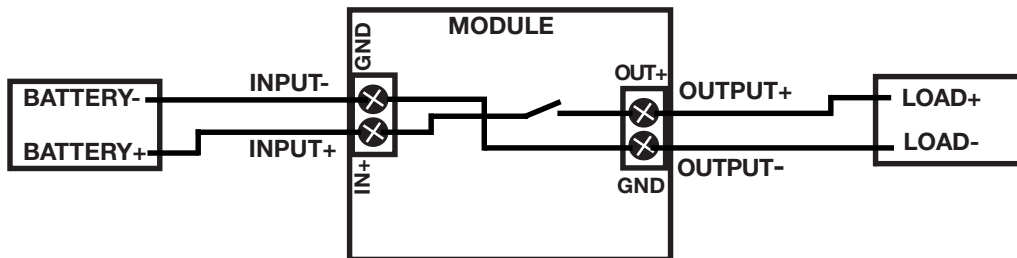 MODULE
GND
BATTERY-
INPUT-
OUT+
OUTPUT+
LOAD+
BATTERY+
INPUT+
IN+
GND
OUTPUT-
LOAD-